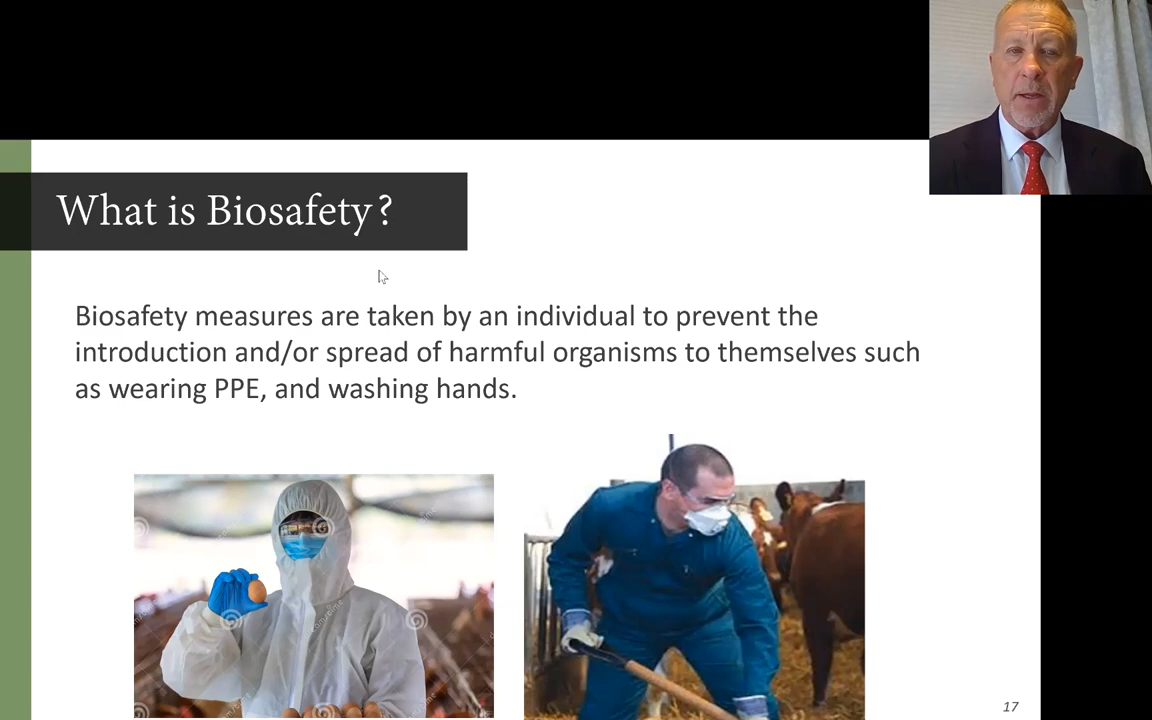 What is Biosafety?
Biosafety measures are taken by an individual to prevent the
introduction and/or spread of harmful organisms to themselves such
as wearing PPE, and washing hands.
17